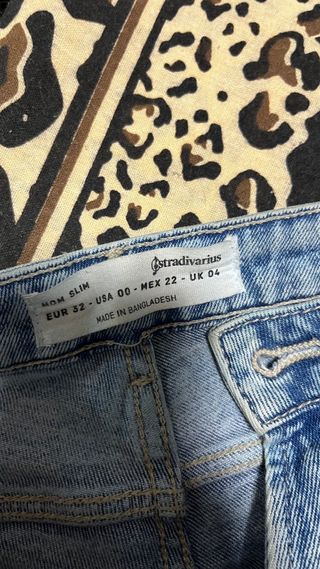 stradivarius
MOM SLIM
EUR 32 - USA 00 - MEX 22 - UK 04
MADE IN BANGLADESH